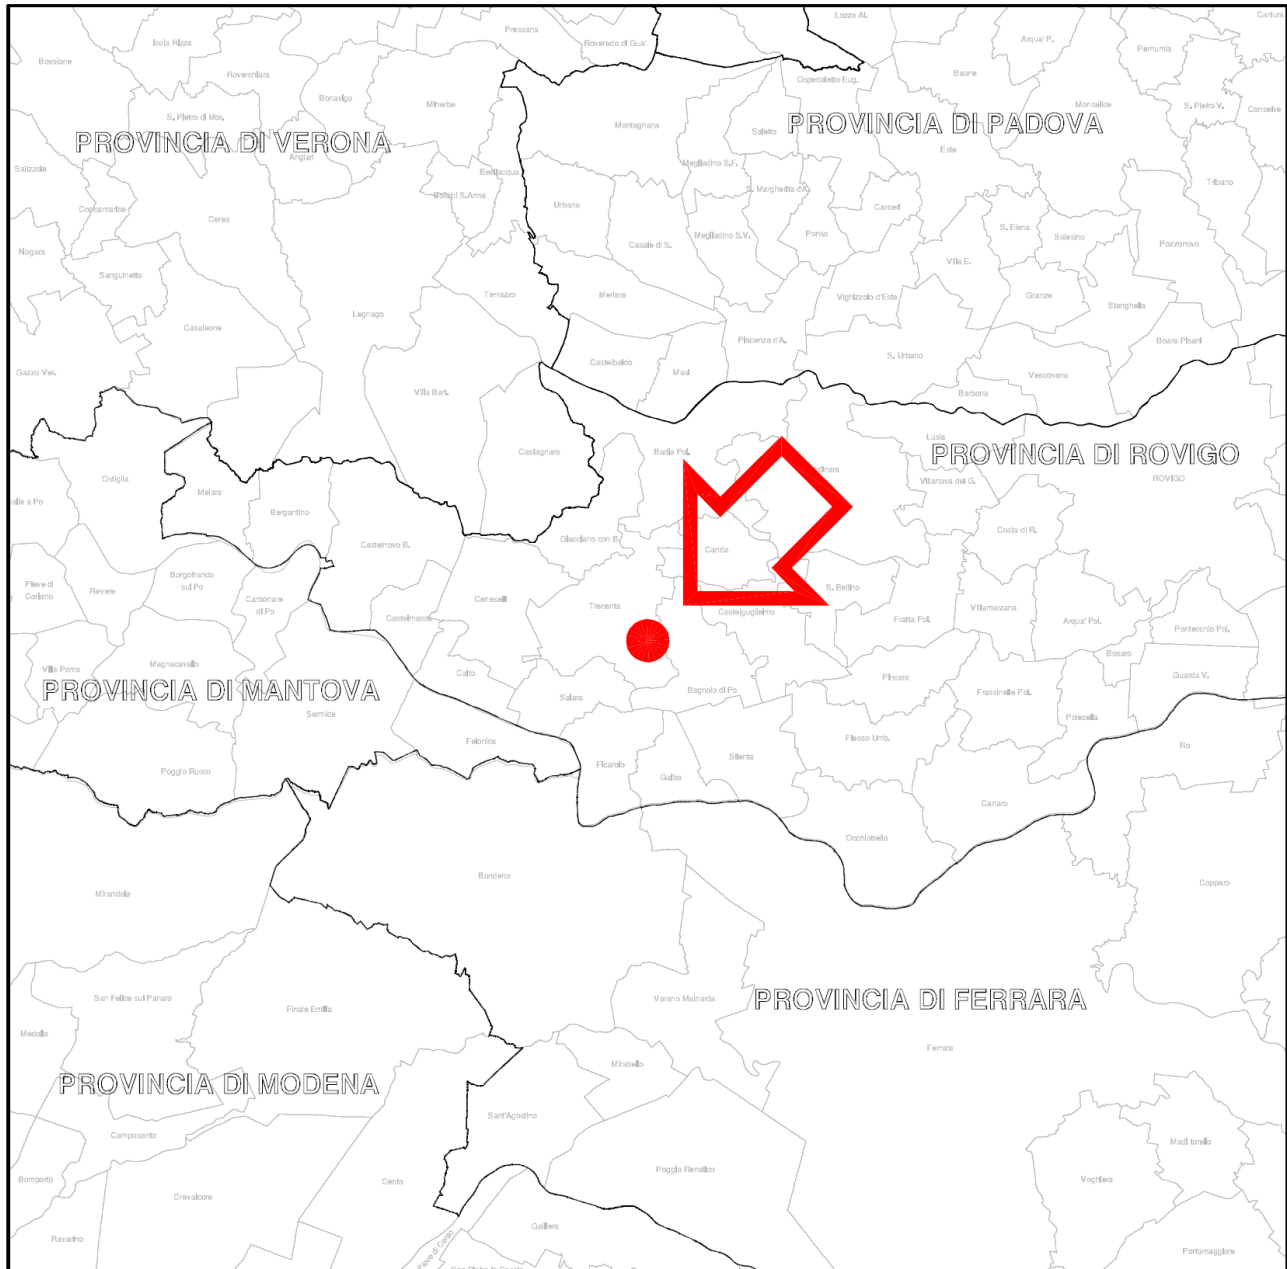 Lozzo At.
Cartura
Pressana
Isola Rizza
Roveredo di Gua'
Arqua' P.
Pernumia
Bovolone
Roverchiara
Baone
Ospedaletto Eug.
Bonavigo
Minerbe
Monselice
S. Pietro V.
Conselve
S. Pietro di Mor.
Montagnana
Saletto
PROVINCIA DI PADOVA
PROVINCIA DI VERONA
Angiari
Este
Salizzole
Bevilacqua
Megliadino S.F.
Boschi S.Anna
S. Margherita d'A.
Tribano
Concamarise
Cerea
Urbana
Carceri
Nogara
Casale di S.
Megliadino S.V.
Ponso
S. Elena
Solesino
Pozzonovo
Sanguinetto
Villa E.
Terrazzo
Merlara
Vighizzolo d'Este
Granze
Stanghella
Legnago
Casaleone
Piacenza d'A.
Boara Pisani
Gazzo Ver.
Castelbaldo
Masi
S. Urbano
Vescovana
Villa Bart.
Barbona
Lusia
Castagnaro
Badia Pol.
PROVINCIA DI ROVIGO
Ostiglia
dinara
Villanova del G.
ROVIGO
Melara
valle a Po
Bergantino
Costa di R.
Castelnovo B.
Giacciano con B.
Canda
Pieve di
Coriano
Revere
Borgofranco
sul Po
Carbonare
di Po
Ceneselli
Trecenta
S. Bellino
Castelguglielmo
Castelmassa
Fratta Pol.
Villamarzana
Arqua' Pol.
Pontecchio Pol.
Villa Poma
Magnacavallo
Calto
Bosaro
PROVINCIA DI MANTOVA
Salara
Bagnolo di Po
Pincara
Frassinelle Pol.
Guarda V.
Sermide
Polesella
Felonica
Fiesso Umb.
Ro
Poggio Rusco
Ficarolo
Gaiba
Stienta
Canaro
Occhiobello
Bondeno
Mirandola
Copparo
San Felice sul Panaro
Finale Emilia
Varano Mainarda
PROVINCIA DI FERRARA
Medolla
Ferrara
Mirabello
PROVINCIA DI MODENA
Sant'Agostino
Camposanto
Madi torello
Bomporto
Cento
Poggio Renatico
Voghiera
Crevalcore
Ravarino
Galliera
Pieve di Cento
Portomaggiore